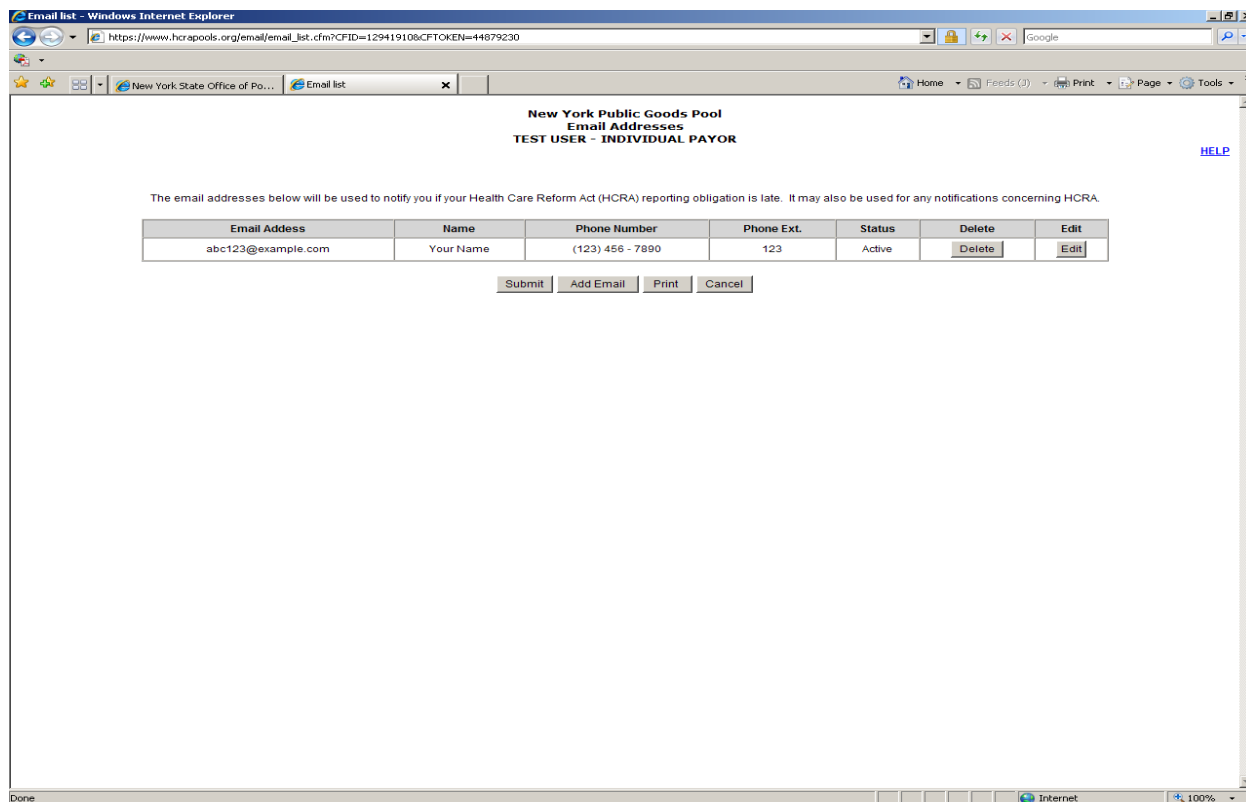 Email list - Windows Internet Explorer
https://www.hcrapools.org/email/email_list.cfm?CFID=12941910&CFTOKEN=44879230
Google
New York State Office of Po...
Email list
Home
Feeds (J)
Print
Page
Tools
New York Public Goods Pool
Email Addresses
TEST USER - INDIVIDUAL PAYOR
HELP
The email addresses below will be used to notify you if your Health Care Reform Act (HCRA) reporting obligation is late. It may also be used for any notifications concerning HCRA.
Email Addess Name Phone Number Phone Ext. Status Delete Edit
abc123@example.com Your Name (123) 456 - 7890 123 Active Delete Edit
Submit Add Email Print Cancel
Done Internet 100%